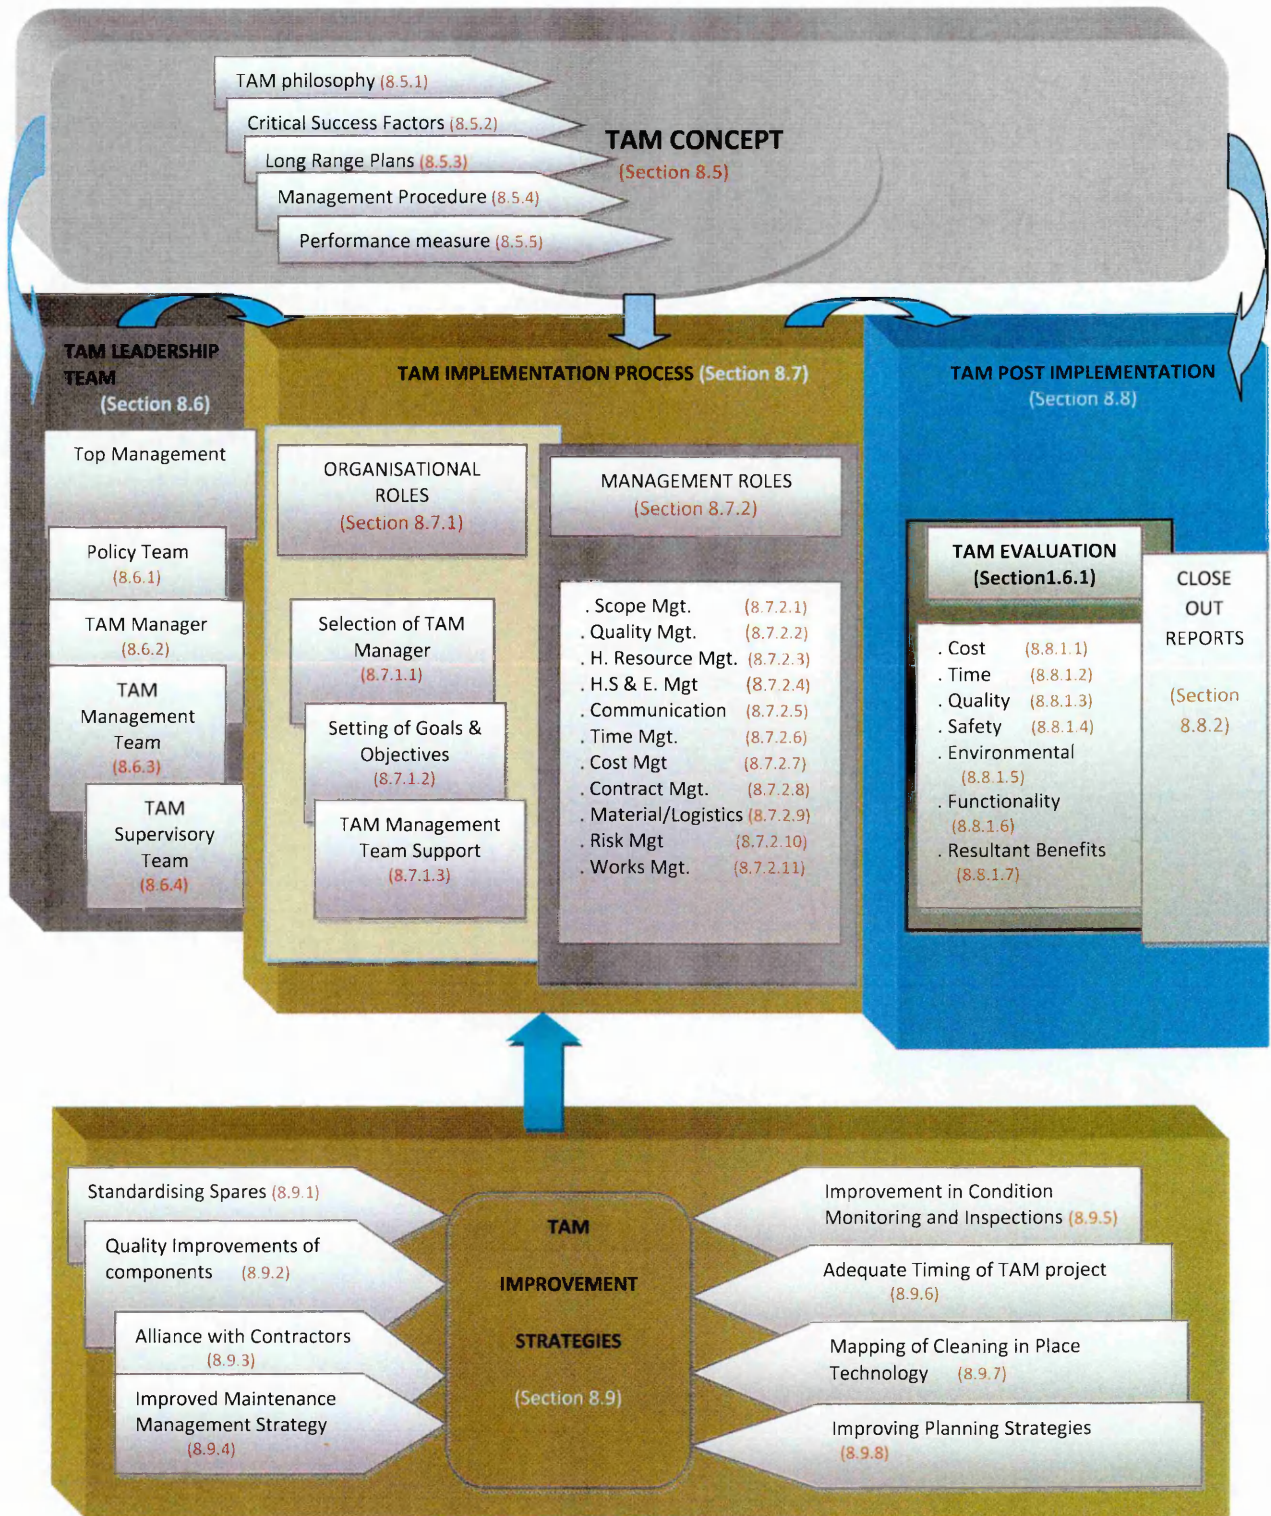 TAM philosophy (8.5.1)
Critical Success Factors (8.5.2)
Long Range Plans (8.5.3)
Management Procedure (8.5.4)
Performance measure (8.5.5)
TAM CONCEPT
(Section 8.5)
TAM LEADERSHIP
TEAM
(Section 8.6)
Top Management
Policy Team
(8.6.1)
TAM Manager
(8.6.2)
TAM
Management
Team
(8.6.3)
TAM
Supervisory
Team
(8.6.4)
TAM IMPLEMENTATION PROCESS (Section 8.7)
ORGANISATIONAL
ROLES
(Section 8.7.1)
Selection of TAM
Manager
(8.7.1.1)
Setting of Goals &
Objectives
(8.7.1.2)
TAM Management
Team Support
(8.7.1.3)
MANAGEMENT ROLES
(Section 8.7.2)
. Scope Mgt. (8.7.2.1)
. Quality Mgt. (8.7.2.2)
. H. Resource Mgt. (8.7.2.3)
. H.S & E. Mgt (8.7.2.4)
. Communication (8.7.2.5)
. Time Mgt. (8.7.2.6)
. Cost Mgt (8.7.2.7)
. Contract Mgt. (8.7.2.8)
. Material/Logistics (8.7.2.9)
. Risk Mgt (8.7.2.10)
. Works Mgt. (8.7.2.11)
TAM POST IMPLEMENTATION
(Section 8.8)
TAM EVALUATION
(Section1.6.1)
. Cost (8.8.1.1)
. Time (8.8.1.2)
. Quality (8.8.1.3)
. Safety (8.8.1.4)
. Environmental
(8.8.1.5)
. Functionality
(8.8.1.6)
. Resultant Benefits
(8.8.1.7)
CLOSE
OUT
REPORTS
(Section
8.8.2)
Standardising Spares (8.9.1)
Quality Improvements of
components (8.9.2)
Alliance with Contractors
(8.9.3)
Improved Maintenance
Management Strategy
(8.9.4)
TAM
IMPROVEMENT
STRATEGIES
(Section 8.9)
Improvement in Condition
Monitoring and Inspections (8.9.5)
Adequate Timing of TAM project
(8.9.6)
Mapping of Cleaning in Place
Technology (8.9.7)
Improving Planning Strategies
(8.9.8)